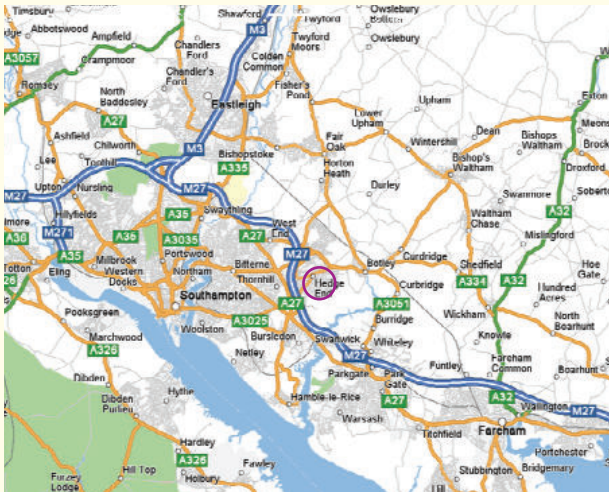 Timsbury
Abbotswood
Ampfield
Shawford
Twyford
Owslebury
Owslebury
Twyford
Moors
M3
A3057
Crampmoor
Chandlers
Ford
Colden
Common
Romsey
North
Baddesley
Chandler's
Ford
Fisher's
Pond
Eastleigh
Upham
Exton
A27
Lower
Upham
Dean
Meons
Ashfield
Chilworth
M3
Fair
Oak
Wintershill
Bishops
Waltham
Broc
Lee
Toothill
Bishopstoke
A335
Horton
Heath
Bishop's
Waltham
Droxford
Upton
Nursling
M27
M27
Durley
Swanmore
Soberto
Hillyfields
A35
Swaythling
West
End
Waltham
Chase
A32
M271
A36
A35
A3035
A27
M27
Mislingford
Totton
A35
Eling
Millbrook
Western
Docks
Portswood
Northam
Bitterne
Thornhill
Hedge
End
Botley
Curdridge
Shedfield
A32
Hoe
Gate
Curbridge
A334
Hundred
Acres
Southampton
A27
A3051
Wickham
North
Boarhunt
Pooksgreen
Marchwood
A326
Woolston
A3025
Bursledon
Swanwick
Burridge
Knowle
Netley
M27
Whiteley
Fareham
Common
Funtley
Boarhunt
Dibden
Parkgate
Park
Gate
Hythe
Dibden
Purlieu
Hamble-le-Rice
A27
A32
Wallington
M27
Warsash
Titchfield
Fareham
Hardley
A326
Portchester
Hill Top
Fawley
Holbury
Furzey
Lodge
Stubbington
Bridgemary